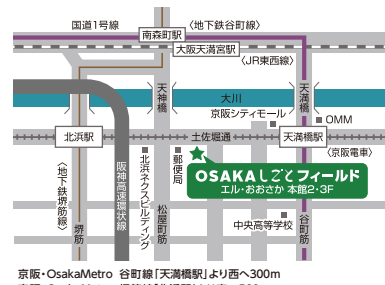 国道1号線
〈地下鉄谷町線〉
南森町駅
大阪天満宮駅
〈JR東西線〉
天神橋
大川
天満橋
京阪シティモール
OMM
北浜駅
土佐堀通
天満橋駅
〈京阪電車〉
〈地下鉄堺筋線〉
堺筋
阪神高速環状線
北浜ネクスビルディング
郵便局
松屋町筋
OSAKAしごとフィールド
エル・おおさか 本館2・3F
中央高等学校
谷町筋
京阪・OsakaMetro 谷町線「天満橋駅」より西へ300m